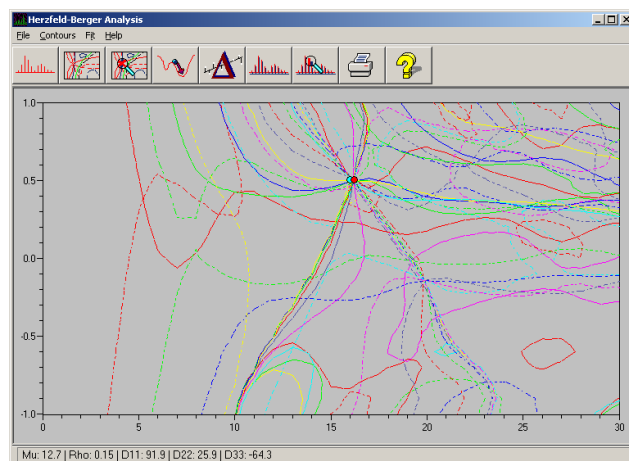 Herzfeld-Berger Analysis
File Contours Fit Help
1.0
0.5
0.0
-0.5
-1.0
0 5 10 15 20 25 30
Mu: 12.7 | Rho: 0.15 | D11: 91.9 | D22: 25.9 | D33: -64.3